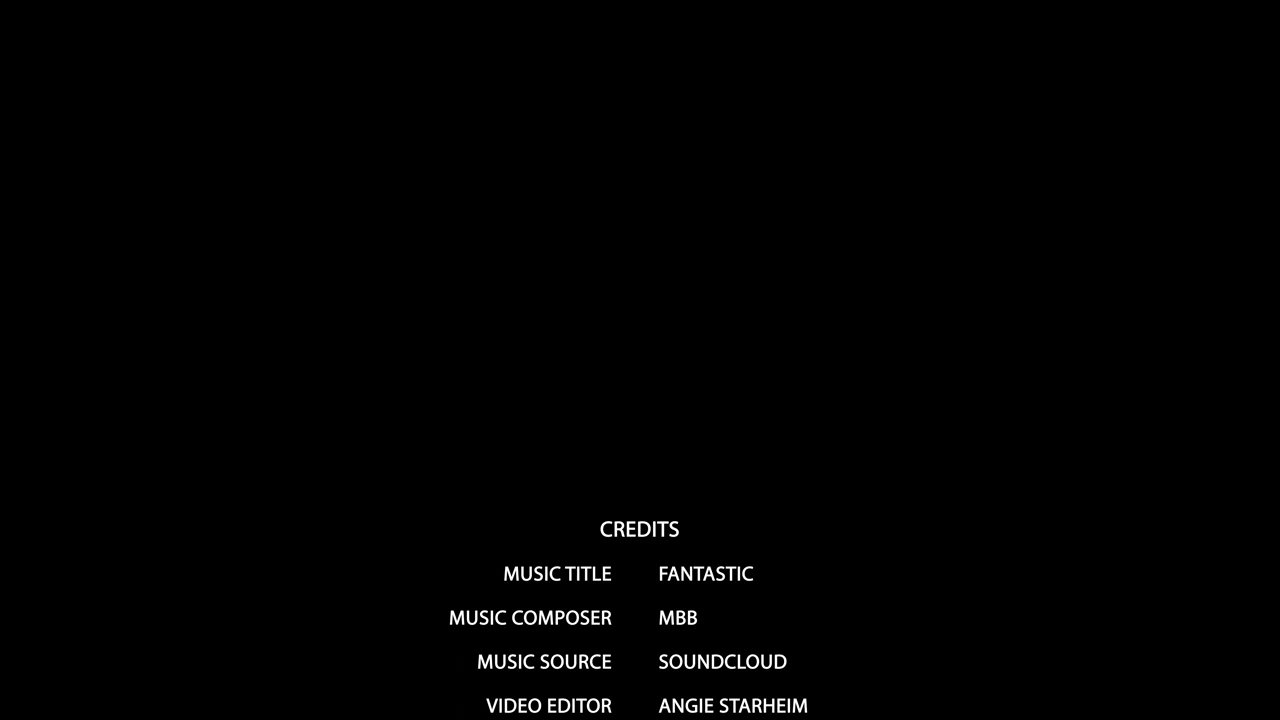 CREDITS
MUSIC TITLE FANTASTIC
MUSIC COMPOSER MBB
MUSIC SOURCE SOUNDCLOUD
VIDEO EDITOR ANGIE STARHEIM